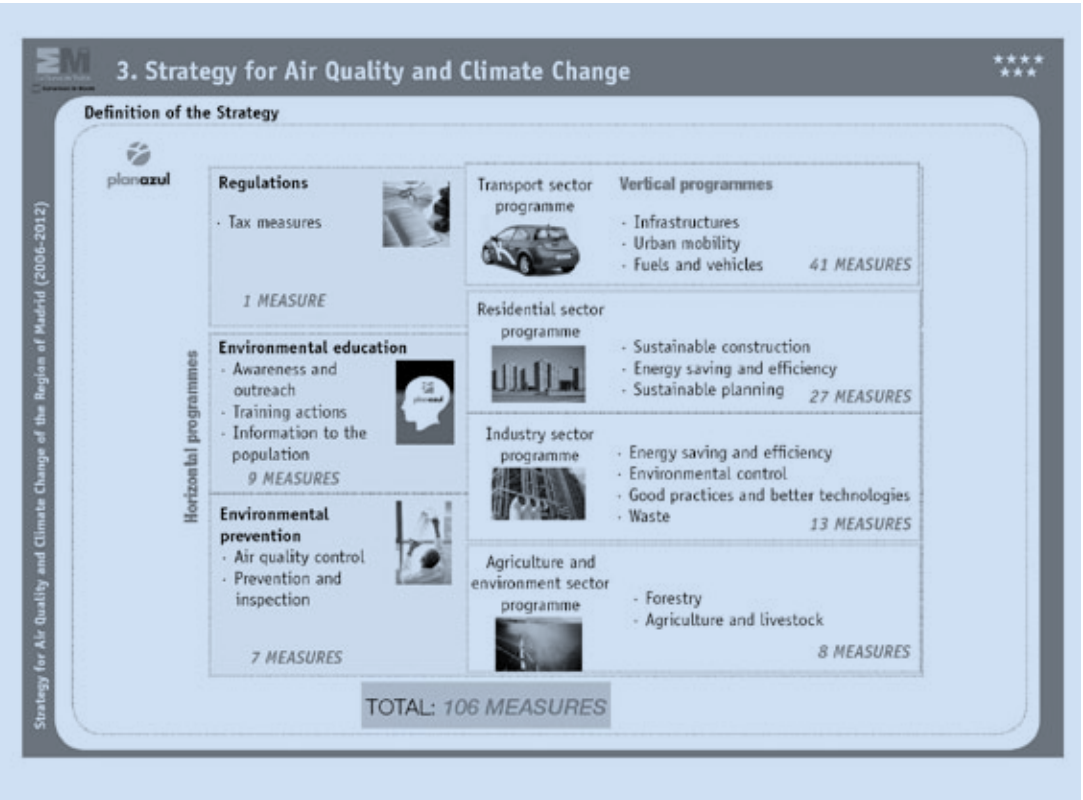 3. Strategy for Air Quality and Climate Change
Definition of the Strategy
planazul
Strategy for Air Quality and Climate Change of the Region of Madrid (2006-2012)
Horizontal programmes
Regulations
· Tax measures
1 MEASURE
Environmental education
· Awareness and
outreach
· Training actions
· Information to the
population
9 MEASURES
Environmental
prevention
· Air quality control
· Prevention and
inspection
7 MEASURES
Transport sector
programme
Vertical programmes
· Infrastructures
· Urban mobility
· Fuels and vehicles
41 MEASURES
Residential sector
programme
· Sustainable construction
· Energy saving and efficiency
· Sustainable planning
27 MEASURES
Industry sector
programme
· Energy saving and efficiency
· Environmental control
· Good practices and better technologies
· Waste
13 MEASURES
Agriculture and
environment sector
programme
· Forestry
· Agriculture and livestock
8 MEASURES
TOTAL: 106 MEASURES